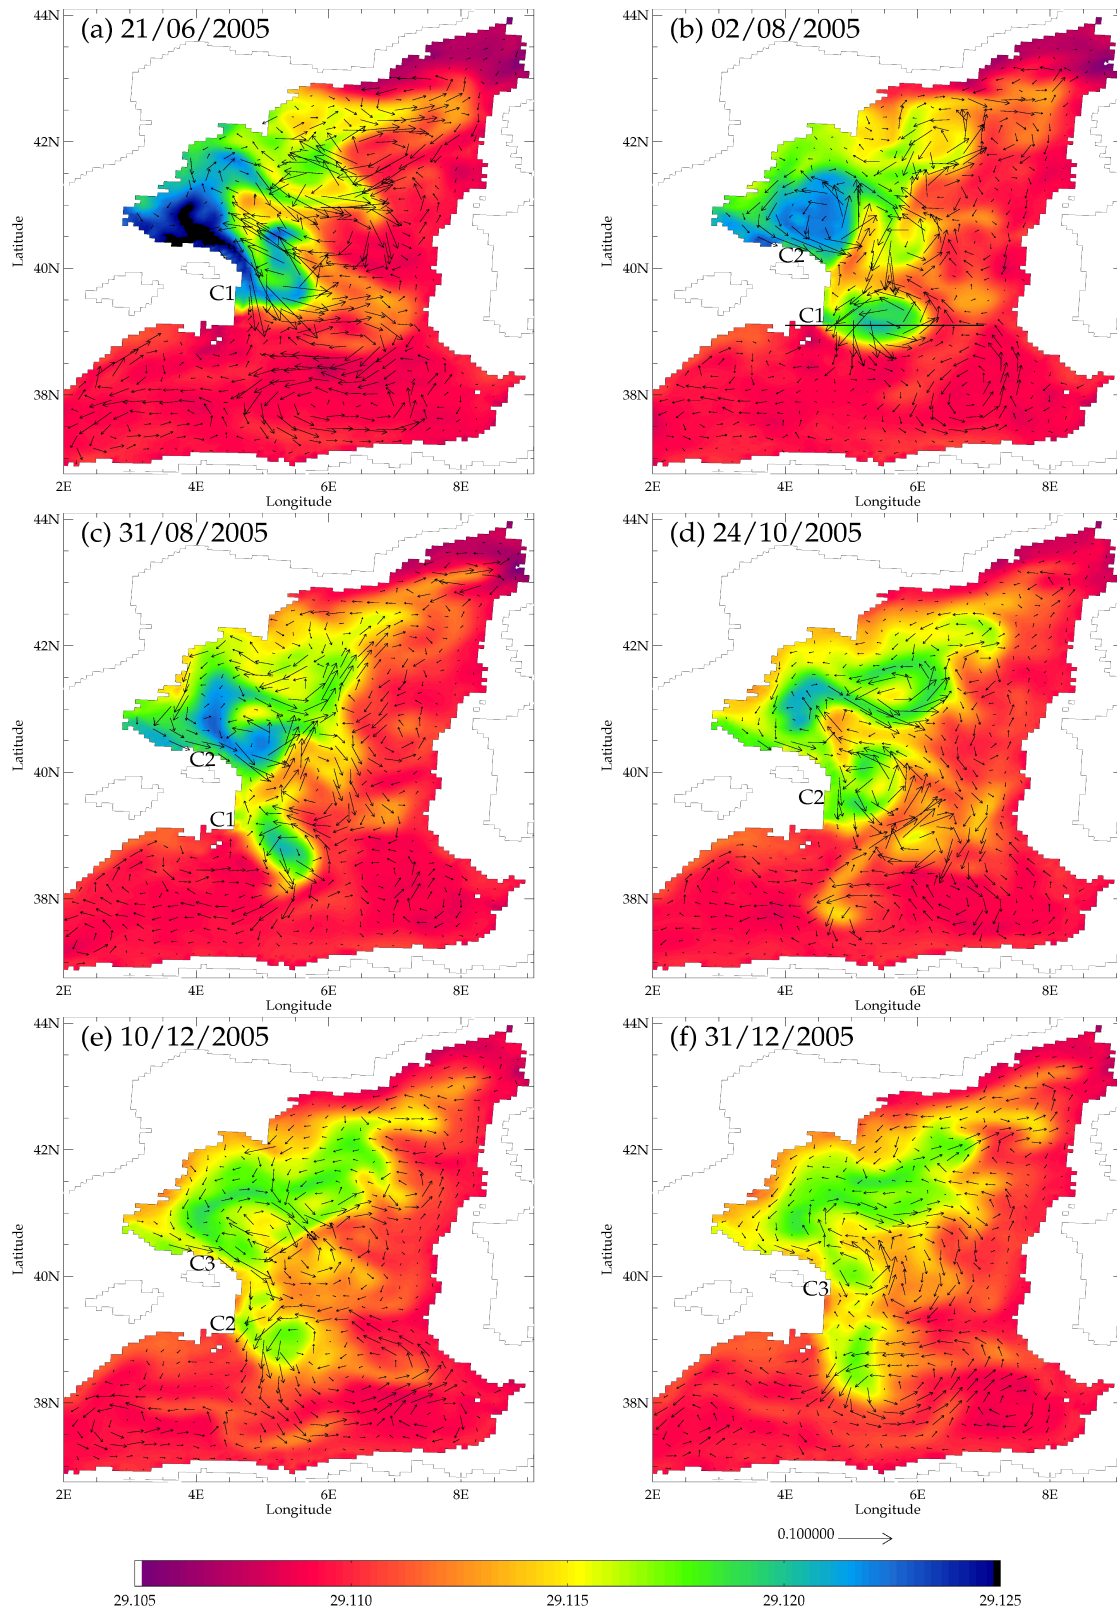 (a) 21/06/2005
(b) 02/08/2005
44N
42N
40N
38N
Latitude
C1
2E
4E
6E
8E
Longitude
Latitude
42N
40N
38N
C2
C1
2E
4E
6E
8E
Longitude
(c) 31/08/2005
(d) 24/10/2005
44N
42N
40N
38N
Latitude
C2
C1
2E
4E
6E
8E
Longitude
Latitude
42N
40N
38N
C2
2E
4E
6E
8E
Longitude
(e) 10/12/2005
(f) 31/12/2005
44N
42N
40N
38N
Latitude
C3
C2
2E
4E
6E
8E
Longitude
Latitude
42N
40N
38N
C3
2E
4E
6E
8E
Longitude
0.100000
29.105
29.110
29.115
29.120
29.125